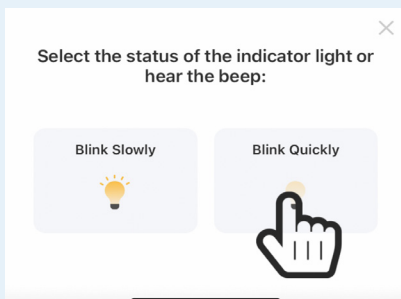 Select the status of the indicator light or
hear the beep:
Blink Slowly
Blink Quickly